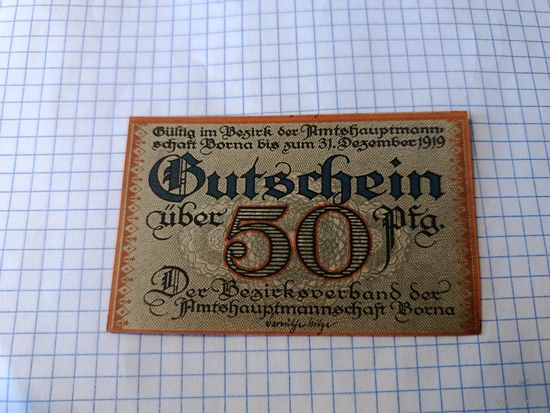 Gültig im Bezirk der Amtshauptmann-
schaft Borna bis zum 31. Dezember 1919
Gutschein
über 50 Pfg.
Der Bezirksverband der
Amtshauptmannschaft Borna